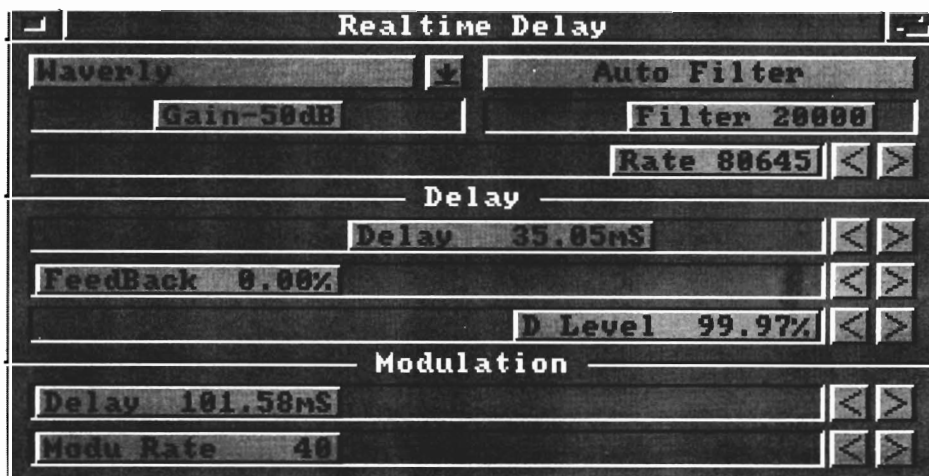 Realtime Delay
Waverly
Auto Filter
Gain-50dB
Filter 20000
Rate 80645 < >
Delay
Delay 35.05mS < >
FeedBack 0.00% < >
D Level 99.97% < >
Modulation
Delay 101.58mS < >
Modu Rate 40 < >